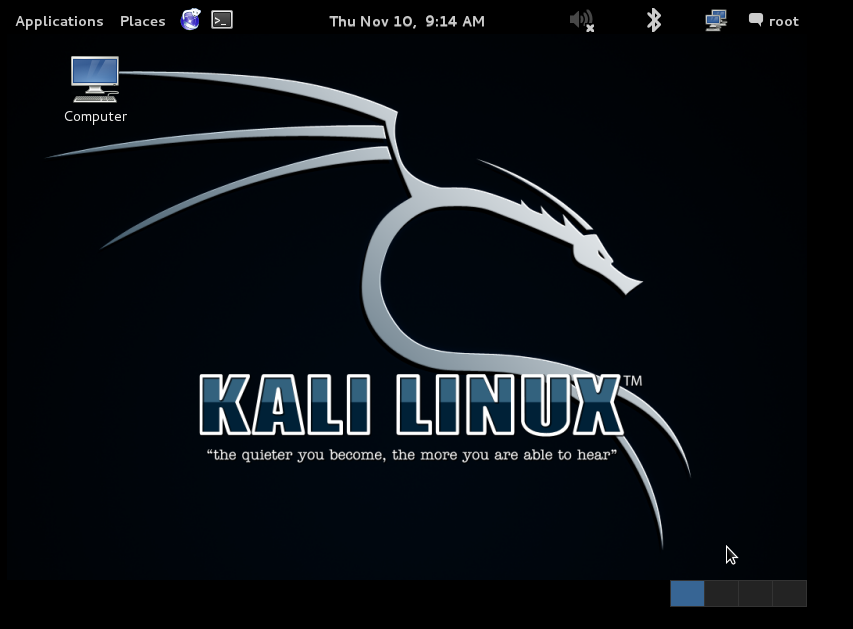 Applications Places Thu Nov 10, 9:14 AM root
Computer
KALI LINUX™
“the quieter you become, the more you are able to hear”